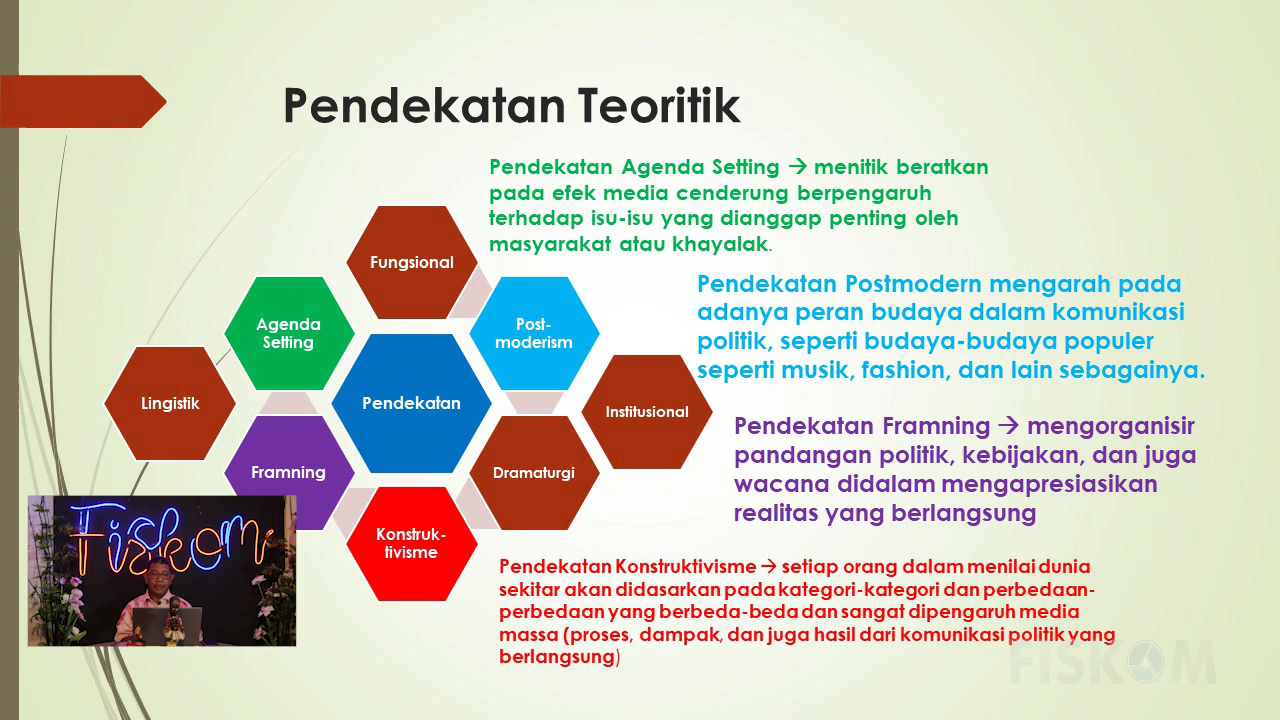 Pendekatan Teoritik
Pendekatan Agenda Setting → menitik beratkan
pada efek media cenderung berpengaruh
terhadap isu-isu yang dianggap penting oleh
masyarakat atau khayalak.
Fungsional
Agenda
Setting
Post-
moderism
Lingistik
Pendekatan
Institusional
Framning
Dramaturgi
Konstruk-
tivisme
Pendekatan Postmodern mengarah pada
adanya peran budaya dalam komunikasi
politik, seperti budaya-budaya populer
seperti musik, fashion, dan lain sebagainya.
Pendekatan Framning → mengorganisir
pandangan politik, kebijakan, dan juga
wacana didalam mengapresiasikan
realitas yang berlangsung
Pendekatan Konstruktivisme → setiap orang dalam menilai dunia
sekitar akan didasarkan pada kategori-kategori dan perbedaan-
perbedaan yang berbeda-beda dan sangat dipengaruh media
massa (proses, dampak, dan juga hasil dari komunikasi politik yang
berlangsung)
Fiskom
FISKOM